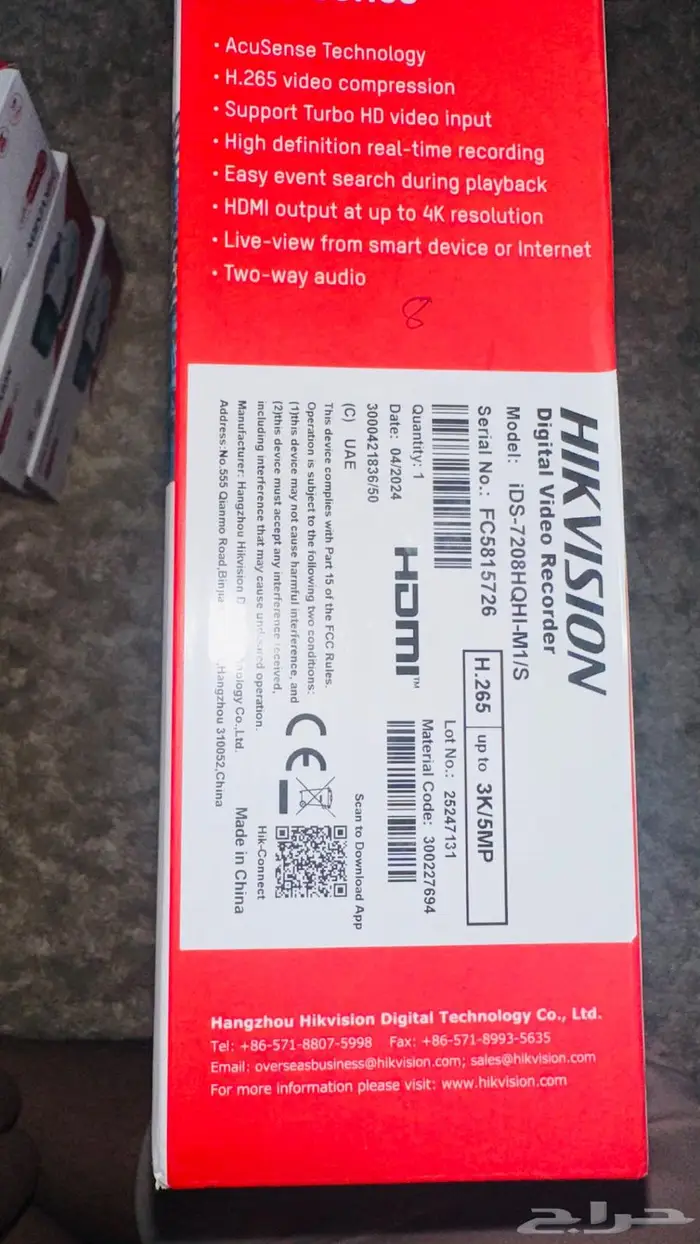 • AcuSense Technology
• H.265 video compression
• Support Turbo HD video input
• High definition real-time recording
• Easy event search during playback
• HDMI output at up to 4K resolution
• Live-view from smart device or Internet
• Two-way audio
8
HIKVISION
Digital Video Recorder
Model: iDS-7208HQHI-M1/S
Serial No.: FC5815726
H.265 up to 3K/5MP
Lot No.: 25247131
Material Code: 300227694
Quantity: 1
Date: 04/2024
3000421836/50
(C) UAE
HDMI™
This device complies with Part 15 of the FCC Rules.
Operation is subject to the following two conditions:
(1)this device may not cause harmful interference, and
(2)this device must accept any interference received,
including interference that may cause undesired operation.
Manufacturer: Hangzhou Hikvision Co.,Ltd.
Address:No.555 Qianmo Road, ,Hangzhou 310052,China
CE
Scan to Download App
Hik-Connect
Made in China
Hangzhou Hikvision Digital Technology Co., Ltd.
Tel: +86-571-8807-5998 Fax: +86-571-8993-5635
Email: overseasbusiness@hikvision.com; sales@hikvision.com
For more information please visit: www.hikvision.com
حراج